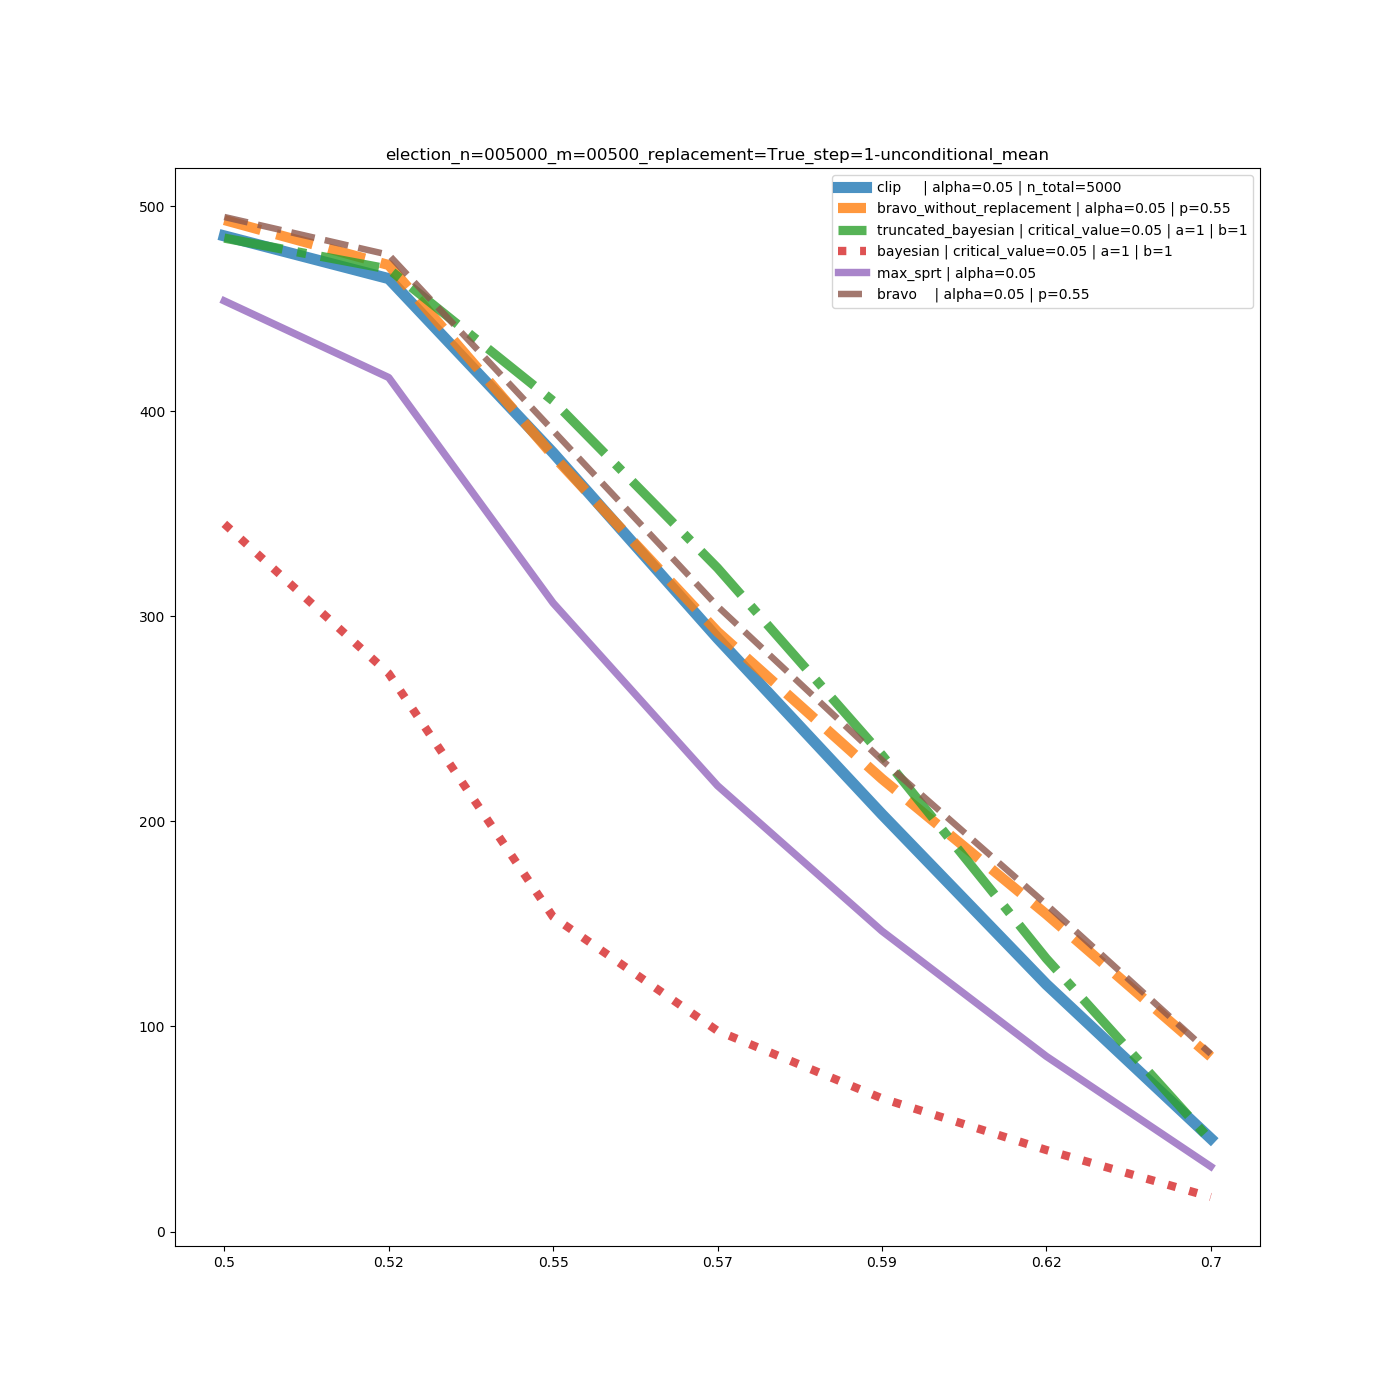 election_n=005000_m=00500_replacement=True_step=1-unconditional_mean
clip     | alpha=0.05 | n_total=5000
bravo_without_replacement | alpha=0.05 | p=0.55
truncated_bayesian | critical_value=0.05 | a=1 | b=1
bayesian | critical_value=0.05 | a=1 | b=1
max_sprt | alpha=0.05
bravo    | alpha=0.05 | p=0.55
500
400
300
200
100
0
0.5 0.52 0.55 0.57 0.59 0.62 0.7